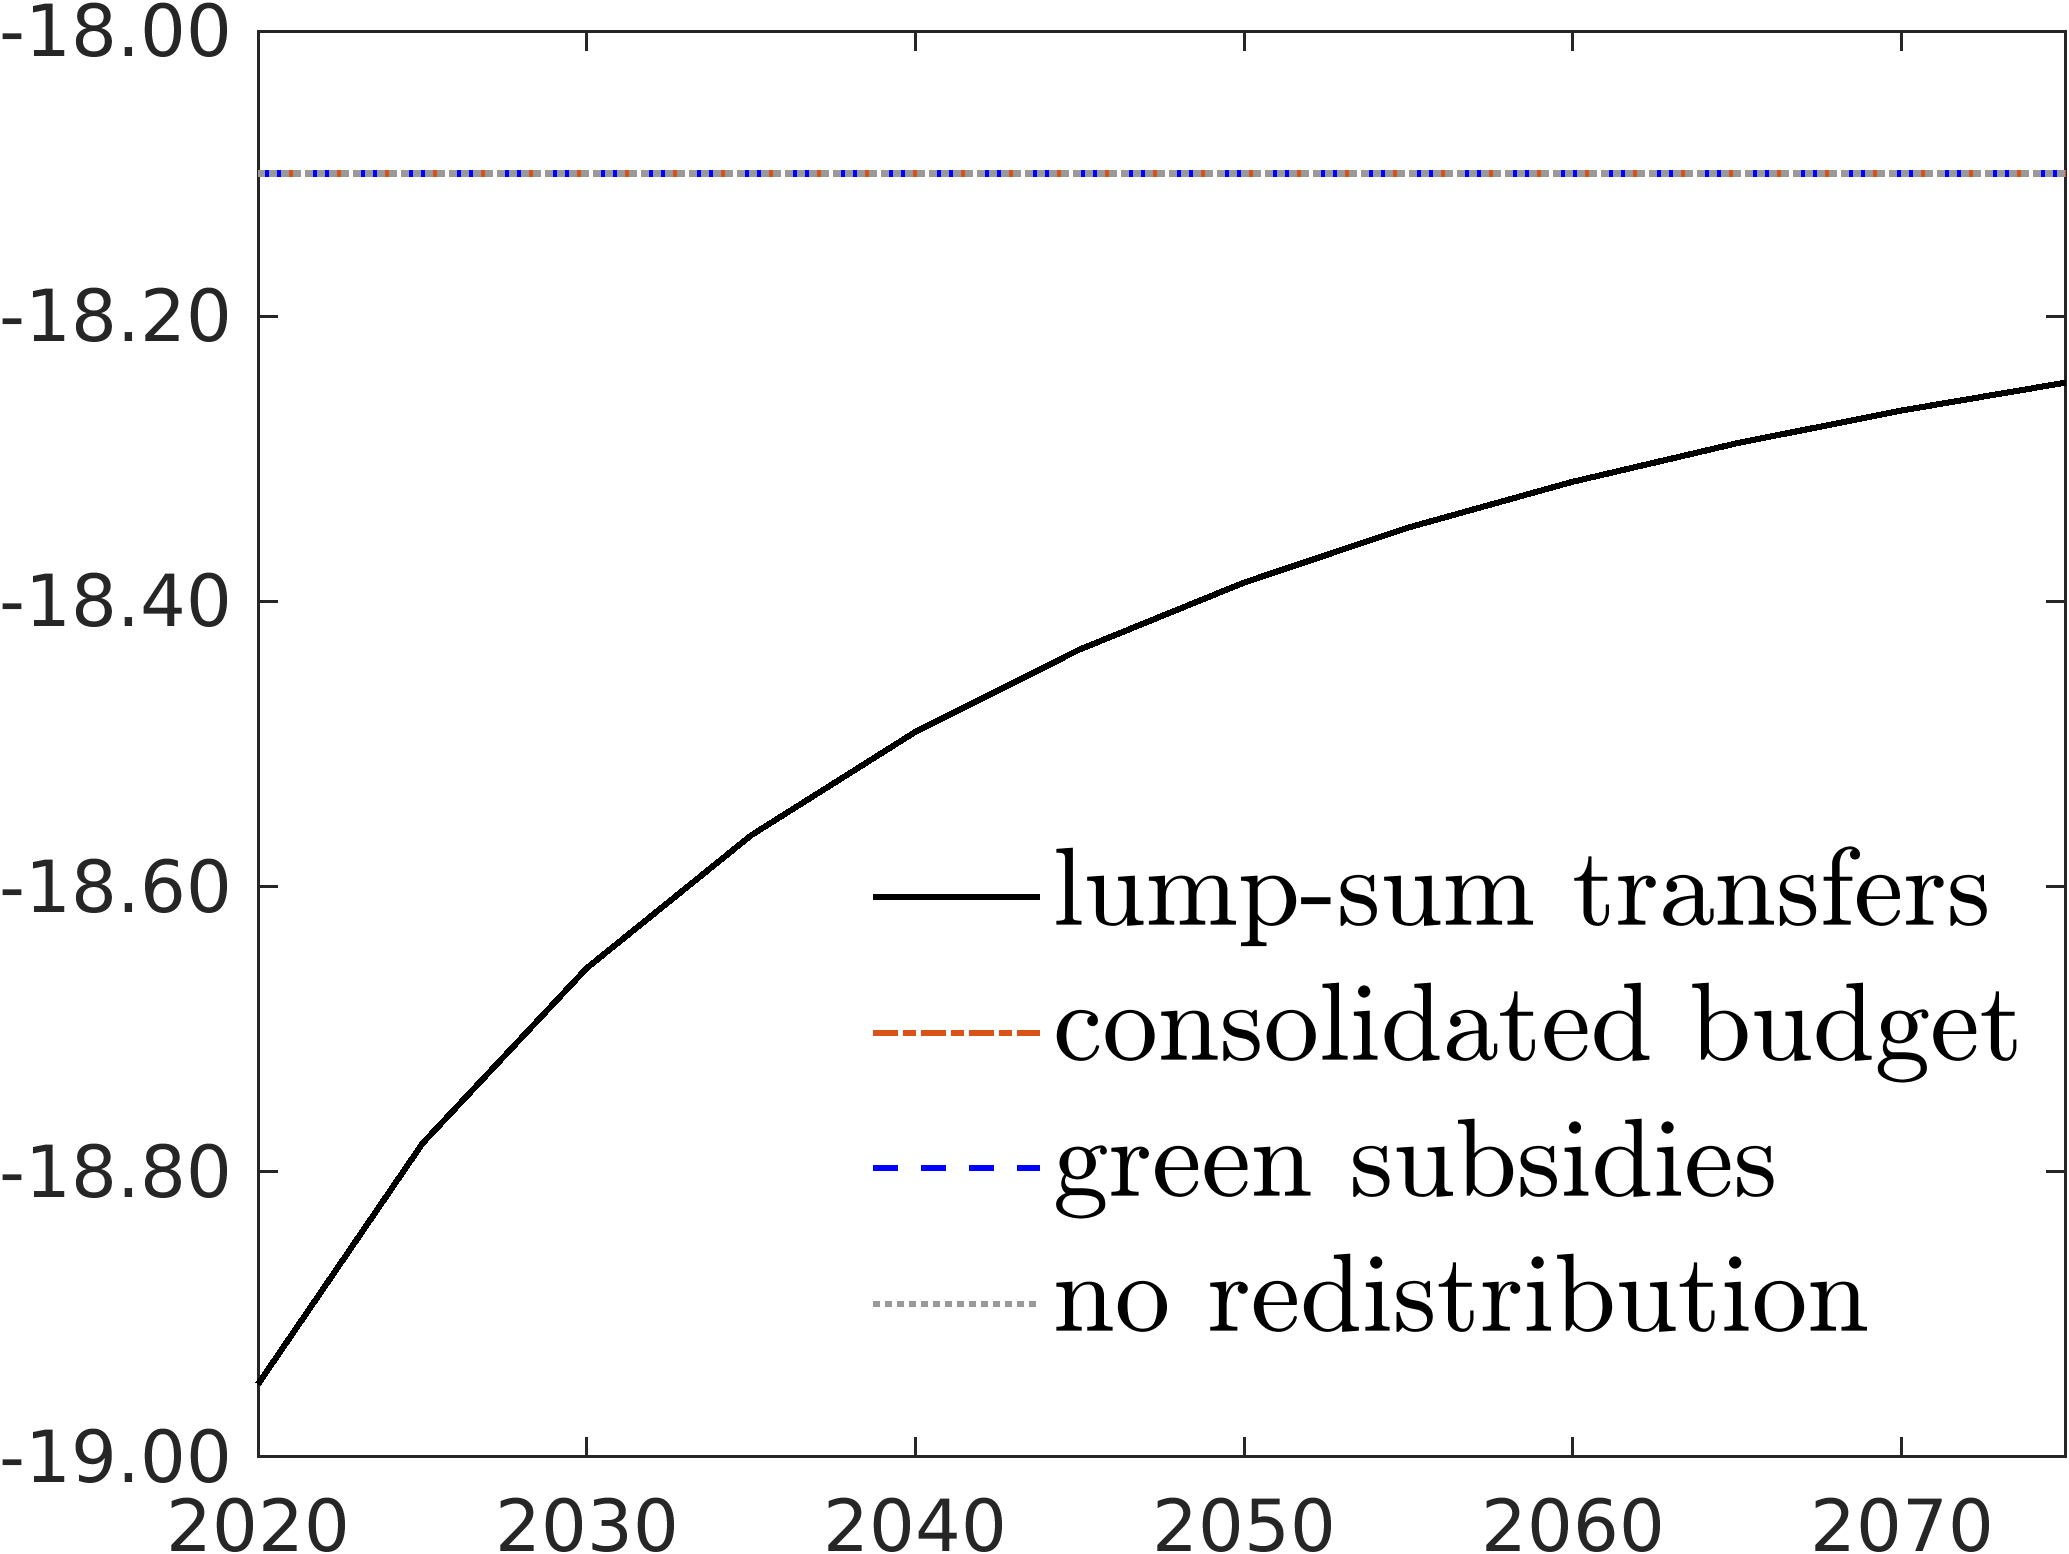 -18.00
-18.20
-18.40
-18.60
-18.80
-19.00
2020 2030 2040 2050 2060 2070
lump-sum transfers
consolidated budget
green subsidies
no redistribution